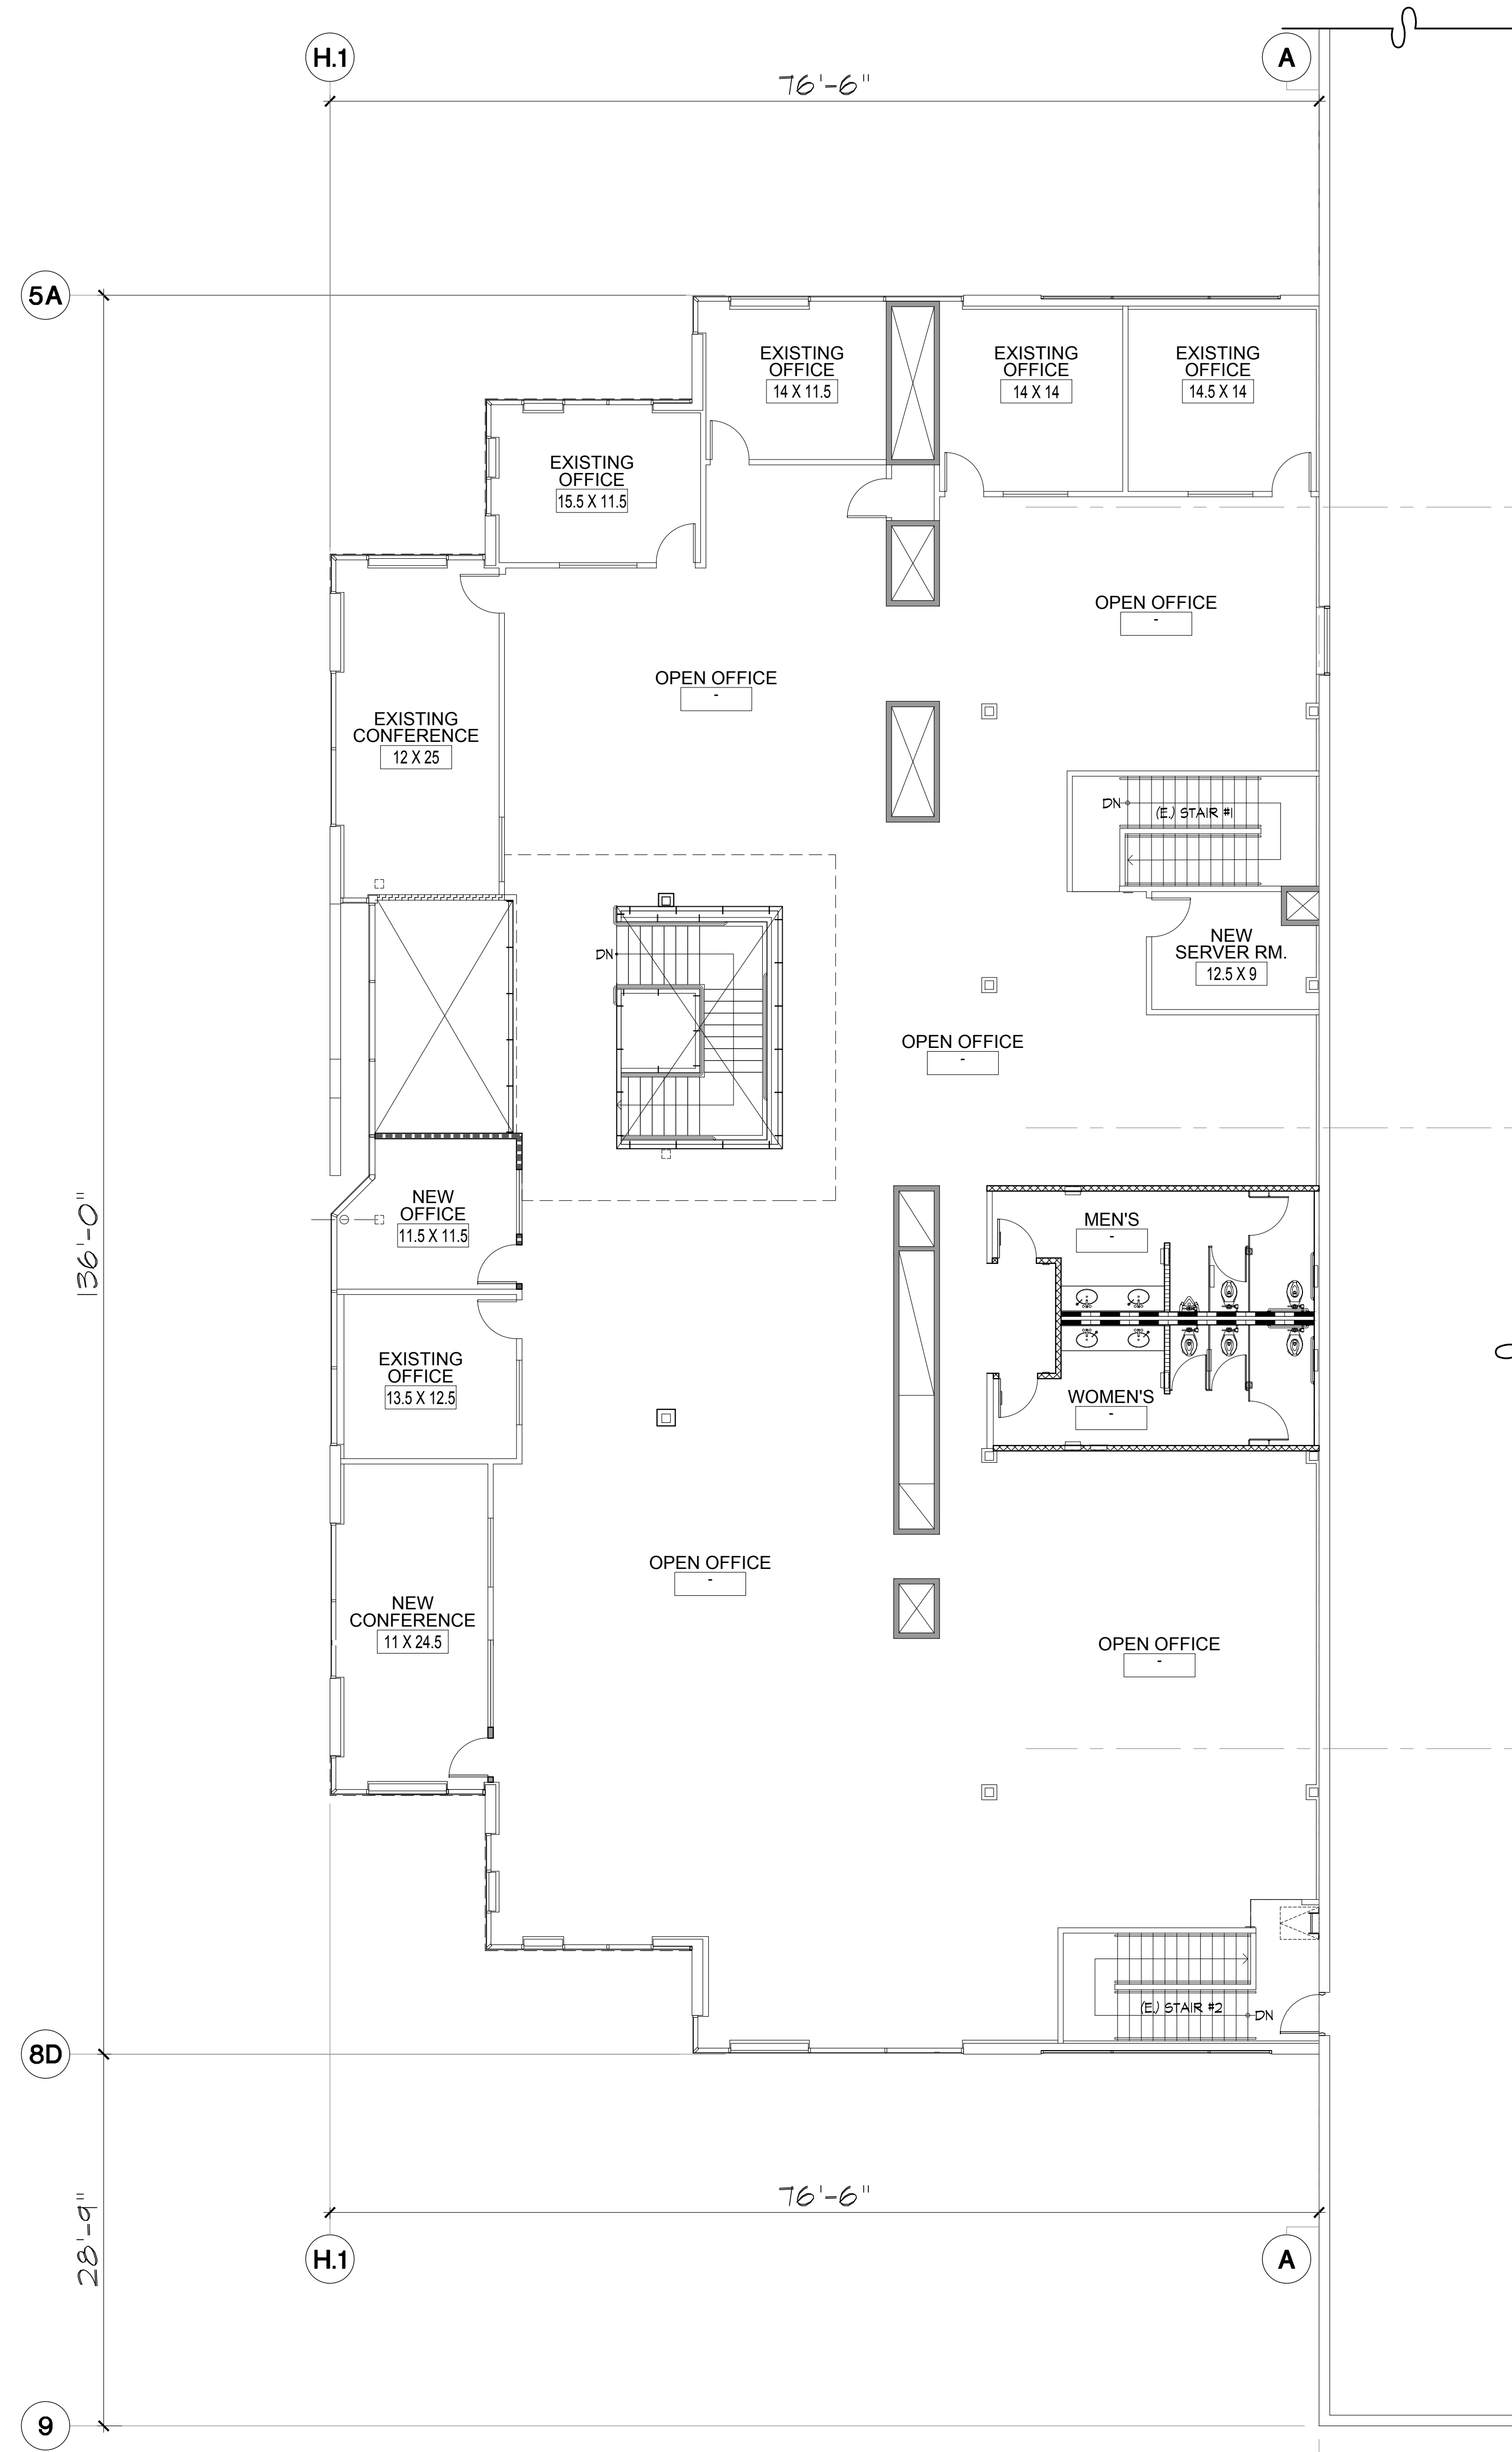 H.1
A
76'-6"
5A
EXISTING
OFFICE
14 X 11.5
EXISTING
OFFICE
14 X 14
EXISTING
OFFICE
14.5 X 14
EXISTING
OFFICE
15.5 X 11.5
OPEN OFFICE
-
OPEN OFFICE
-
EXISTING
CONFERENCE
12 X 25
DN
(E.) STAIR #1
NEW
SERVER RM.
12.5 X 9
DN
OPEN OFFICE
-
136'-0"
NEW
OFFICE
11.5 X 11.5
MEN'S
-
EXISTING
OFFICE
13.5 X 12.5
WOMEN'S
-
OPEN OFFICE
-
NEW
CONFERENCE
11 X 24.5
OPEN OFFICE
-
(E.) STAIR #2
DN
8D
28'-9"
76'-6"
H.1
A
9